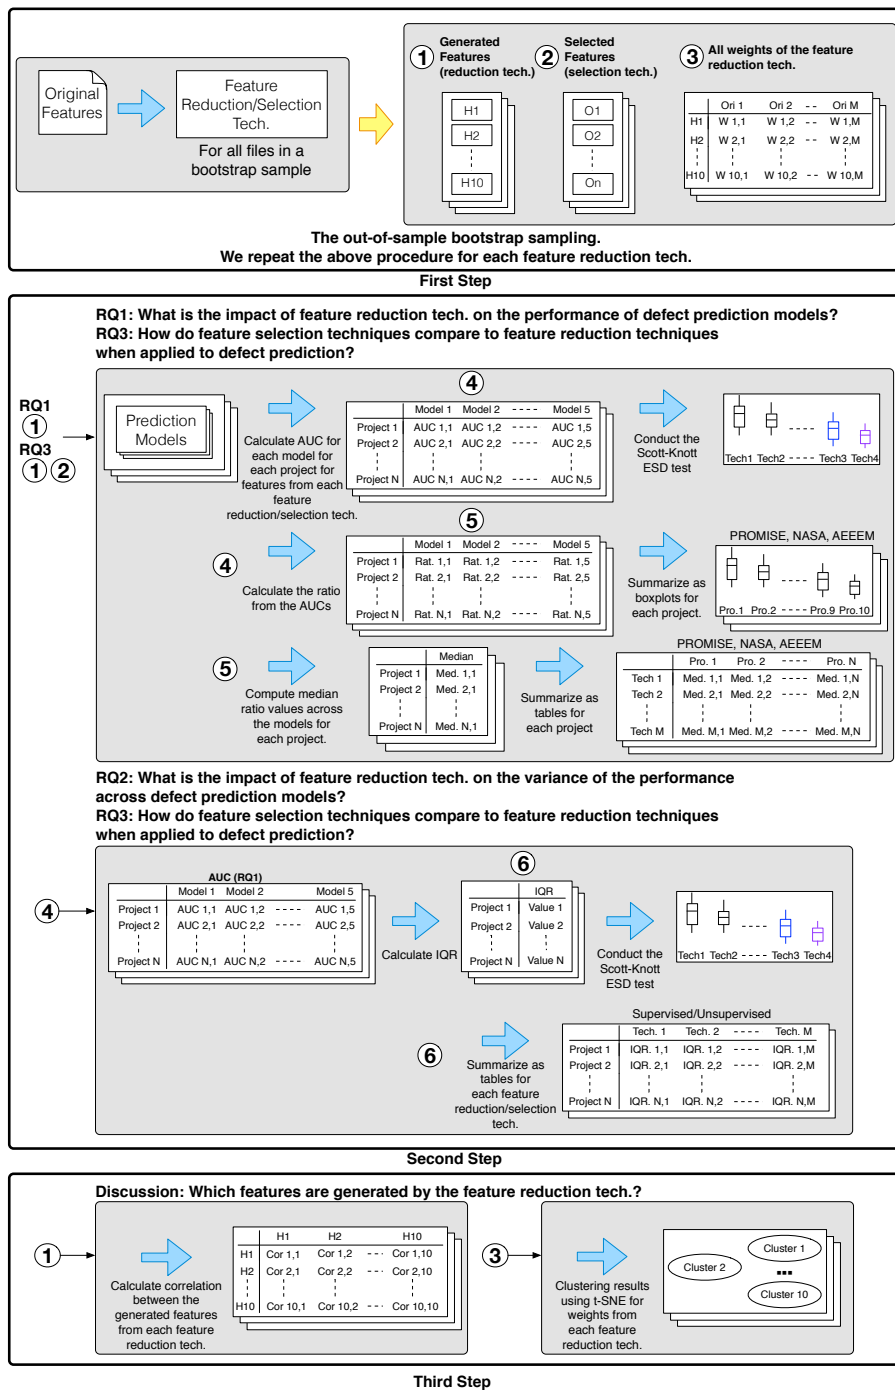 Original
Features
Feature
Reduction/Selection
Tech.
For all files in a
bootstrap sample
1
Generated
Features
(reduction tech.)
H1
H2
H10
2
Selected
Features
(selection tech.)
O1
O2
On
3
All weights of the feature
reduction tech.
Ori 1 Ori 2 -- Ori M
H1 W 1,1 W 1,2 -- W 1,M
H2 W 2,1 W 2,2 -- W 2,M
H10 W 10,1 W 10,2 -- W 10,M
The out-of-sample bootstrap sampling.
We repeat the above procedure for each feature reduction tech.
First Step
RQ1: What is the impact of feature reduction tech. on the performance of defect prediction models?
RQ3: How do feature selection techniques compare to feature reduction techniques
when applied to defect prediction?
RQ1
1
RQ3
1 2
Prediction
Models
Calculate AUC for
each model for
each project for
features from each
feature
reduction/selection tech.
4
Model 1 Model 2 ---- Model 5
Project 1 AUC 1,1 AUC 1,2 AUC 1,5
Project 2 AUC 2,1 AUC 2,2 AUC 2,5
Project N AUC N,1 AUC N,2 ---- AUC N,5
Conduct the
Scott-Knott
ESD test
Tech1 Tech2 ---- Tech3 Tech4
4
Calculate the ratio
from the AUCs
5
Model 1 Model 2 ---- Model 5
Project 1 Rat. 1,1 Rat. 1,2 Rat. 1,5
Project 2 Rat. 2,1 Rat. 2,2 Rat. 2,5
Project N Rat. N,1 Rat. N,2 ---- Rat. N,5
Summarize as
boxplots for
each project.
PROMISE, NASA, AEEEM
Pro.1 Pro.2 ---- Pro.9 Pro.10
5
Compute median
ratio values across
the models for
each project.
Median
Project 1 Med. 1,1
Project 2 Med. 2,1
Project N Med. N,1
Summarize as
tables for
each project
PROMISE, NASA, AEEEM
Pro. 1 Pro. 2 ---- Pro. N
Tech 1 Med. 1,1 Med. 1,2 ---- Med. 1,N
Tech 2 Med. 2,1 Med. 2,2 ---- Med. 2,N
Tech M Med. M,1 Med. M,2 ---- Med. M,N
RQ2: What is the impact of feature reduction tech. on the variance of the performance
across defect prediction models?
RQ3: How do feature selection techniques compare to feature reduction techniques
when applied to defect prediction?
4
AUC (RQ1)
Model 1 Model 2 Model 5
Project 1 AUC 1,1 AUC 1,2 ---- AUC 1,5
Project 2 AUC 2,1 AUC 2,2 ---- AUC 2,5
Project N AUC N,1 AUC N,2 ---- AUC N,5
Calculate IQR
6
IQR
Project 1 Value 1
Project 2 Value 2
Project N Value N
Conduct the
Scott-Knott
ESD test
Tech1 Tech2 ---- Tech3 Tech4
6
Summarize as
tables for
each feature
reduction/selection
tech.
Supervised/Unsupervised
Tech. 1 Tech. 2 ---- Tech. M
Project 1 IQR. 1,1 IQR. 1,2 ---- IQR. 1,M
Project 2 IQR. 2,1 IQR. 2,2 ---- IQR. 2,M
Project N IQR. N,1 IQR. N,2 ---- IQR. N,M
Second Step
Discussion: Which features are generated by the feature reduction tech.?
1
Calculate correlation
between the
generated features
from each feature
reduction tech.
H1 H2 H10
H1 Cor 1,1 Cor 1,2 --- Cor 1,10
H2 Cor 2,1 Cor 2,2 --- Cor 2,10
H10 Cor 10,1 Cor 10,2 --- Cor 10,10
3
Clustering results
using t-SNE for
weights from
each feature
reduction tech.
Cluster 1
Cluster 2
Cluster 10
Third Step